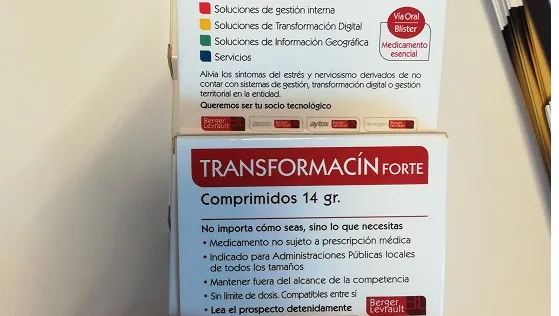 Soluciones de gestión interna
Soluciones de Transformación Digital
Soluciones de Información Geográfica
Servicios
Vía Oral
Blíster
Medicamento
esencial
Alivia los síntomas del estrés y nerviosismo derivados de no
contar con sistemas de gestión, transformación digital o gestión
territorial en la entidad.
Queremos ser tu socio tecnológico
Berger
Levrault
aytos
TRANSFORMACÍN FORTE
Comprimidos 14 gr.
No importa cómo seas, sino lo que necesitas
• Medicamento no sujeto a prescripción médica
• Indicado para Administraciones Públicas locales
de todos los tamaños
• Mantener fuera del alcance de la competencia
• Sin límite de dosis. Compatibles entre sí
• Lea el prospecto detenidamente
Berger
Levrault